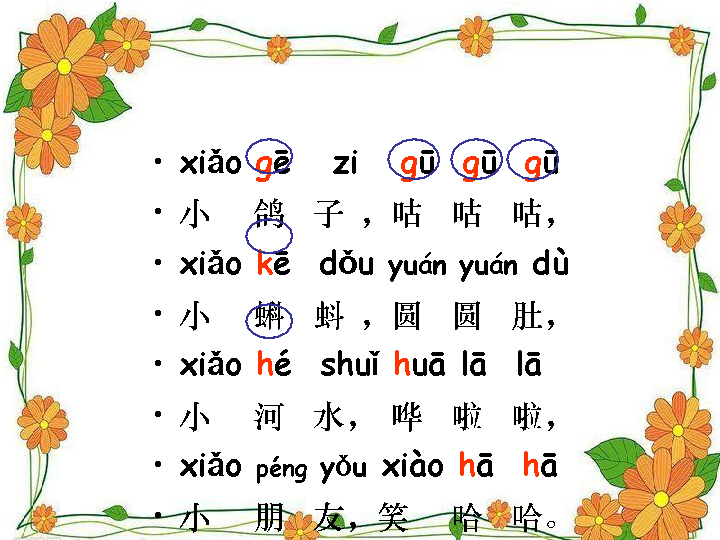 • xiǎo gē zi gū gū gū
• 小 鸽 子 ，咕 咕 咕，
• xiǎo kē dǒu yuán yuán dù
• 小 蝌 蚪 ，圆 圆 肚，
• xiǎo hé shuǐ huā lā lā
• 小 河 水， 哗 啦 啦，
• xiǎo péng yǒu xiào hā hā
• 小 朋 友，笑 哈 哈。